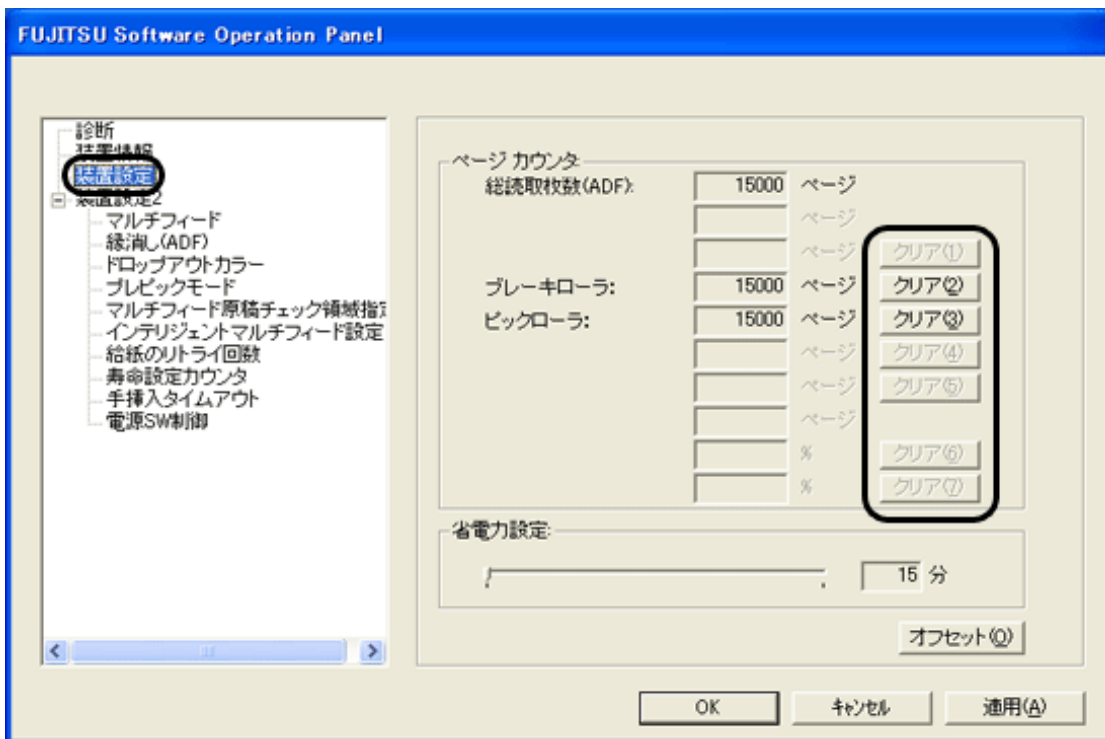 FUJITSU Software Operation Panel
診断
装置情報
装置設定
装置設定2
マルチフィード
縁消し(ADF)
ドロップアウトカラー
プレピックモード
マルチフィード原稿チェック領域指定
インテリジェントマルチフィード設定
給紙のリトライ回数
寿命設定カウンタ
手挿入タイムアウト
電源SW制御
ページ カウンタ
総読取枚数(ADF): 15000 ページ
ページ
ページ クリア(1)
ブレーキローラ: 15000 ページ クリア(2)
ピックローラ: 15000 ページ クリア(3)
ページ クリア(4)
ページ クリア(5)
ページ
% クリア(6)
% クリア(7)
省電力設定:
15 分
オフセット(O)
OK キャンセル 適用(A)